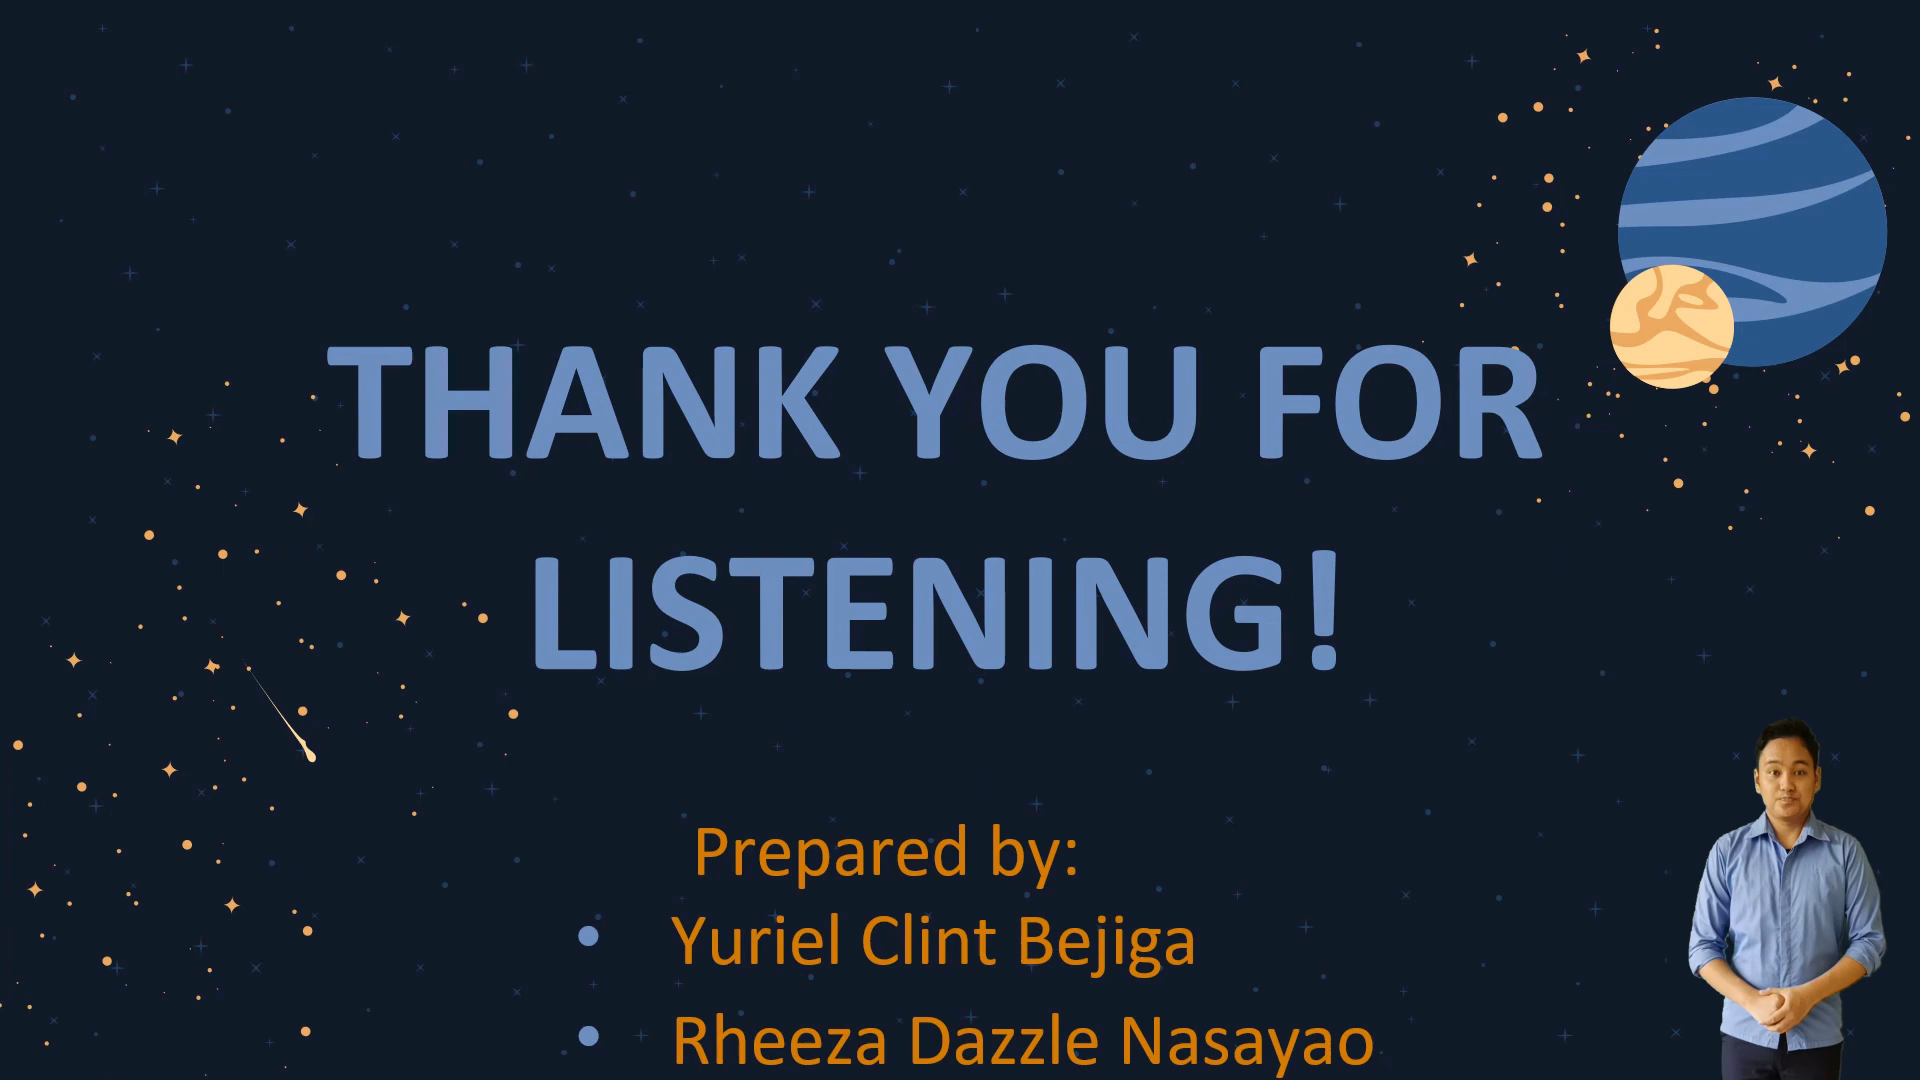 THANK YOU FOR
LISTENING!
Prepared by:
• Yuriel Clint Bejiga
• Rheeza Dazzle Nasayao